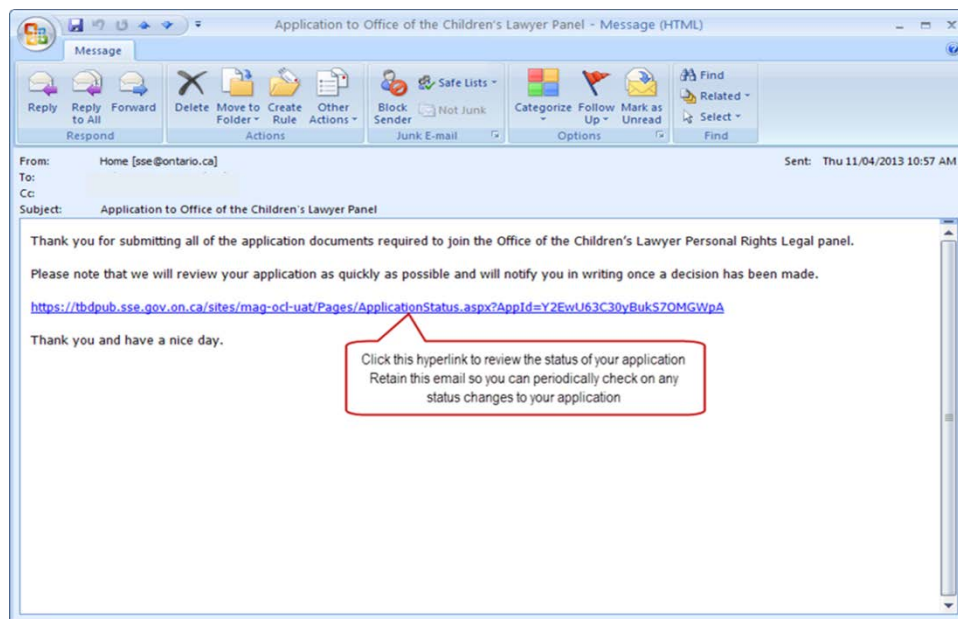 Application to Office of the Children's Lawyer Panel - Message (HTML)
Message
Reply Reply to All Forward
Respond
Delete Move to Folder Create Rule Other Actions
Actions
Block Sender Safe Lists Not Junk
Junk E-mail
Categorize Follow Up Mark as Unread
Options
Find Related Select
Find
From: Home [sse@ontario.ca] Sent: Thu 11/04/2013 10:57 AM
To:
Cc:
Subject: Application to Office of the Children's Lawyer Panel
Thank you for submitting all of the application documents required to join the Office of the Children's Lawyer Personal Rights Legal panel.
Please note that we will review your application as quickly as possible and will notify you in writing once a decision has been made.
https://tbdpub.sse.gov.on.ca/sites/mag-ocl-uat/Pages/ApplicationStatus.aspx?AppId=Y2EwU63C30yBukS7OMGWpA
Thank you and have a nice day.
Click this hyperlink to review the status of your application
Retain this email so you can periodically check on any
status changes to your application